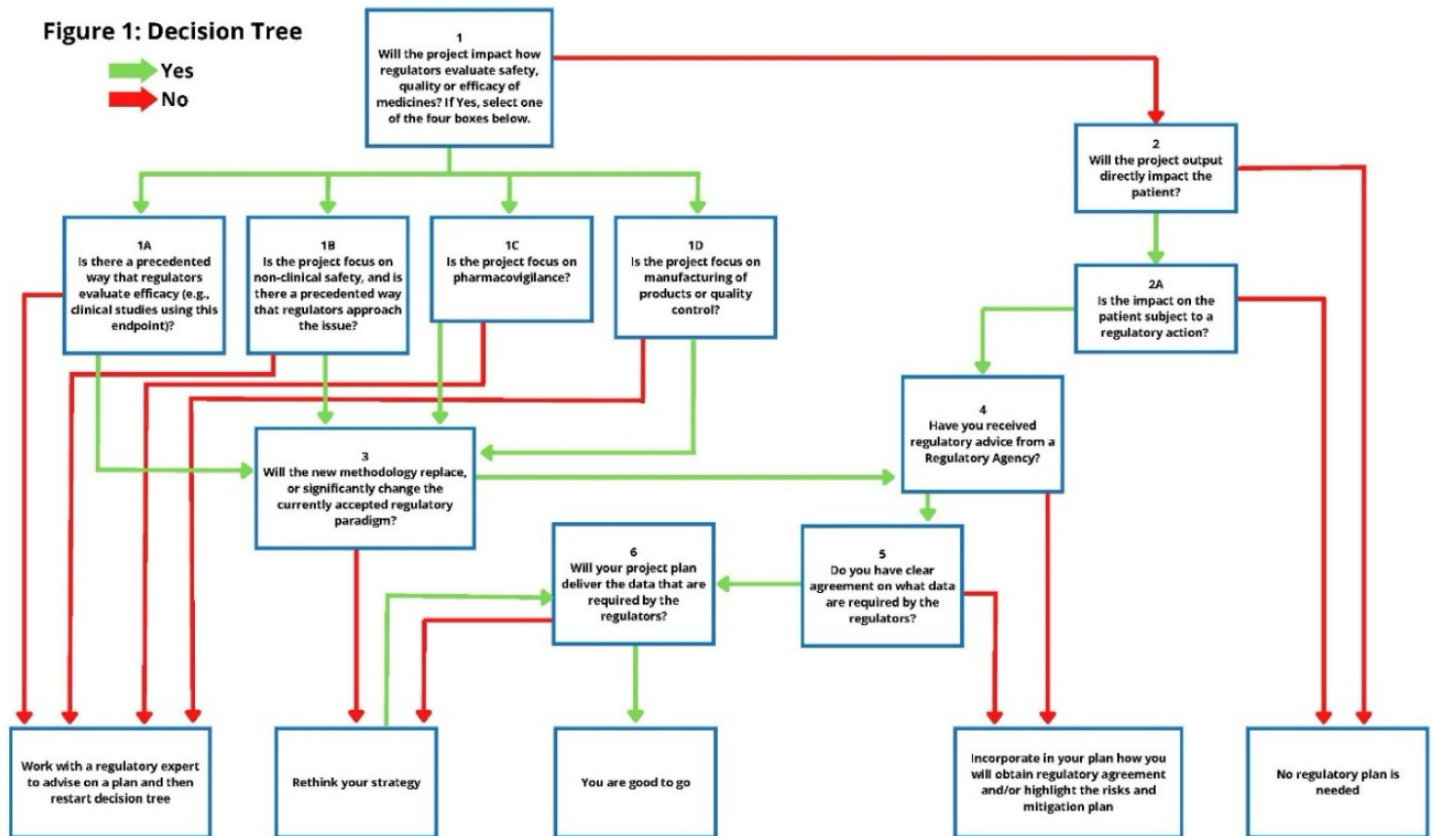 Figure 1: Decision Tree
Yes
No
1
Will the project impact how
regulators evaluate safety,
quality or efficacy of
medicines? If Yes, select one
of the four boxes below.
2
Will the project output
directly impact the
patient?
1A
Is there a precedented
way that regulators
evaluate efficacy (e.g.,
clinical studies using this
endpoint)?
1B
Is the project focus on
non-clinical safety, and is
there a precedented way
that regulators approach
the issue?
1C
Is the project focus on
pharmacovigilance?
1D
Is the project focus on
manufacturing of
products or quality
control?
2A
Is the impact on the
patient subject to a
regulatory action?
3
Will the new methodology replace,
or significantly change the
currently accepted regulatory
paradigm?
4
Have you received
regulatory advice from a
Regulatory Agency?
6
Will your project plan
deliver the data that are
required by the
regulators?
5
Do you have clear
agreement on what data
are required by the
regulators?
Work with a regulatory expert
to advise on a plan and then
restart decision tree
Rethink your strategy
You are good to go
Incorporate in your plan how you
will obtain regulatory agreement
and/or highlight the risks and
mitigation plan
No regulatory plan is
needed